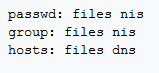 passwd: files nis
group: files nis
hosts: files dns